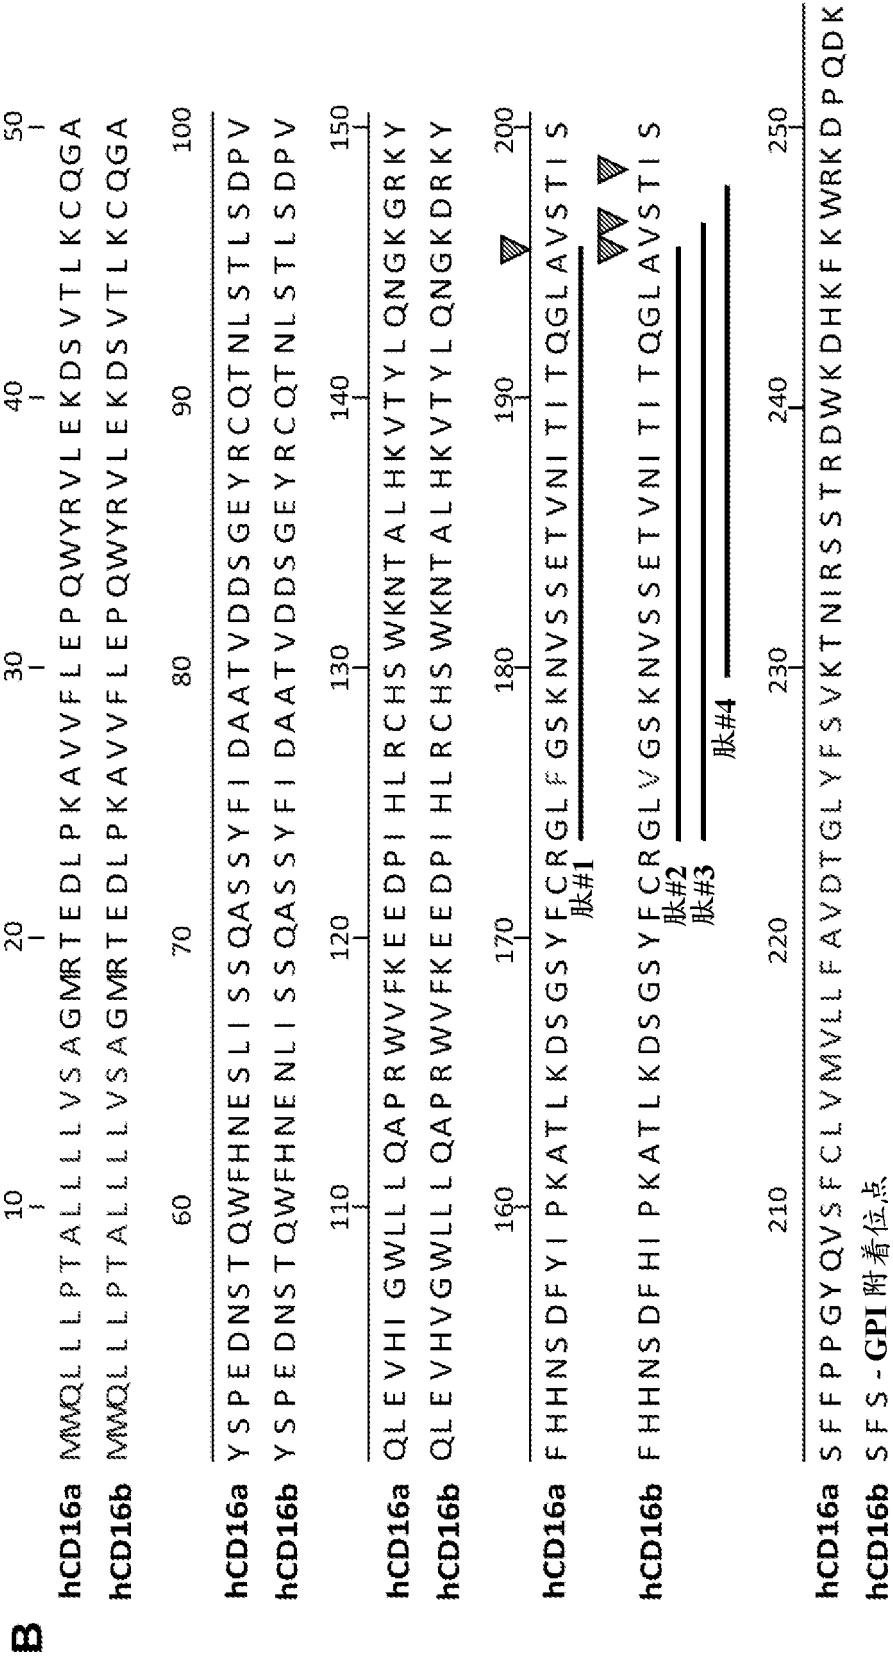 B
10 20 30 40 50
hCD16a MWQLLLPTALLLLVSAGMRTEDLPKAVVFLEPQWYRVLEKDSVTLKCQGA
hCD16b MWQLLLPTALLLLVSAGMRTEDLPKAVVFLEPQWYRVLEKDSVTLKCQGA
60 70 80 90 100
hCD16a YSPEDNSTQWFHNESLISSQASSYFIDAATVDDSGEYRCQTNLSTLSDPV
hCD16b YSPEDNSTQWFHNENLISSQASSYFIDAATVDDSGEYRCQTNLSTLSDPV
110 120 130 140 150
hCD16a QLEVHIGWLLLQAPRWVFKEEDPIHLRCHSWKNTALHKVTYLQNGKGRKY
hCD16b QLEVHVGWLLLQAPRWVFKEEDPIHLRCHSWKNTALHKVTYLQNGKDRKY
160 170 180 190 200
hCD16a FHHNSDFYIPKATLKDSGSYFCRGLFGSKNVSSETVNITITQGLAVSTIS
肽#1
hCD16b FHHNSDFHIPKATLKDSGSYFCRGLVGSKNVSSETVNITITQGLAVSTIS
肽#2
肽#3
肽#4
210 220 230 240 250
hCD16a SFFPPGYQVSFCLVMVLLFAVDTGLYFSVKTNIRSSTRDWKDHKFKWRKDPQDK
hCD16b SFS - GPI 附着位点